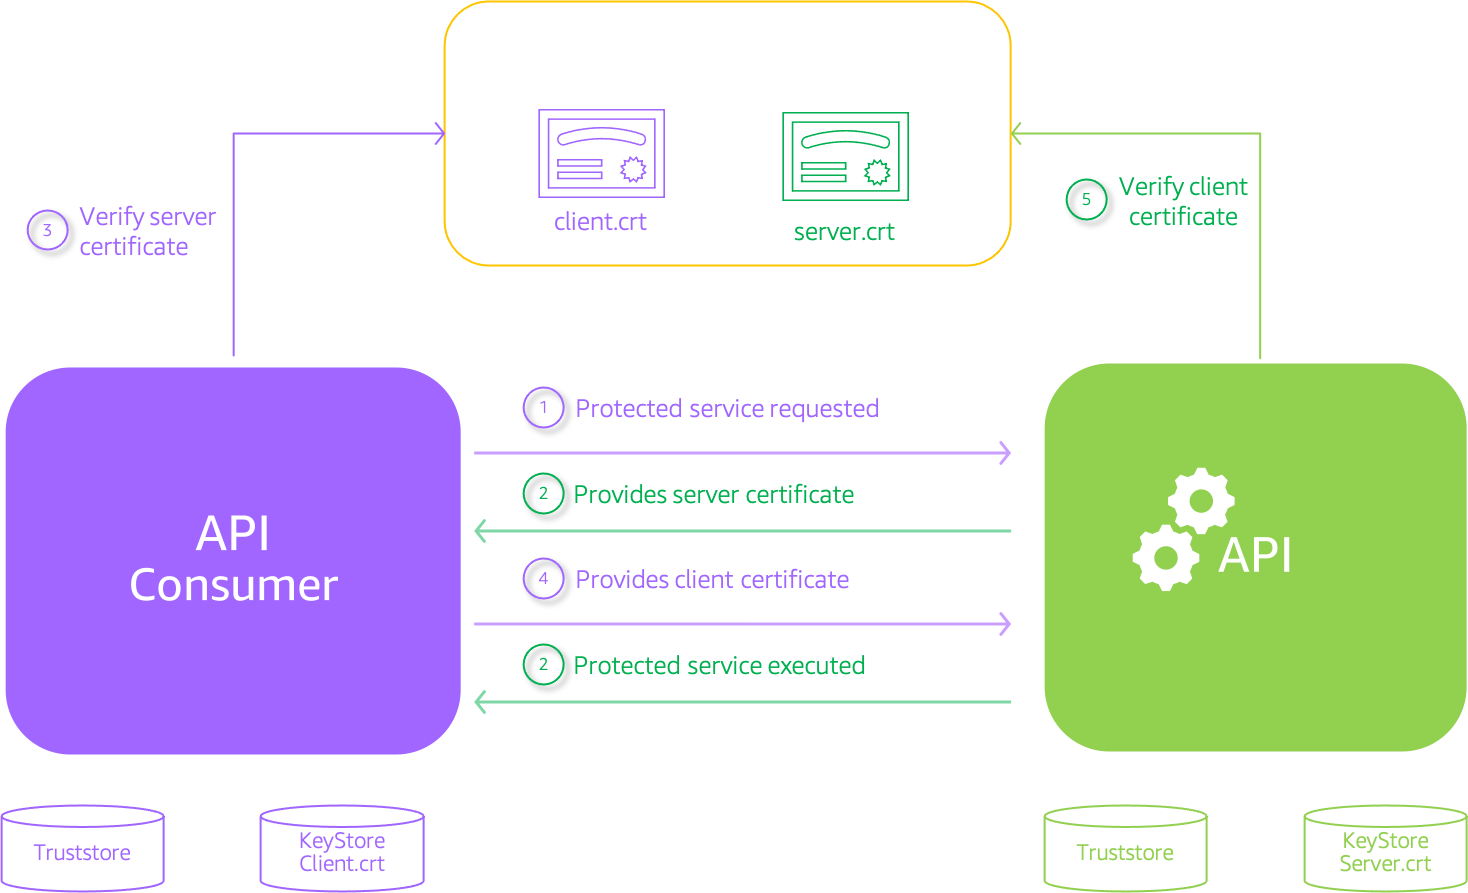 client.crt
server.crt
3
Verify server
certificate
5
Verify client
certificate
1
Protected service requested
2
Provides server certificate
4
Provides client certificate
2
Protected service executed
API
Consumer
API
Truststore
KeyStore
Client.crt
Truststore
KeyStore
Server.crt